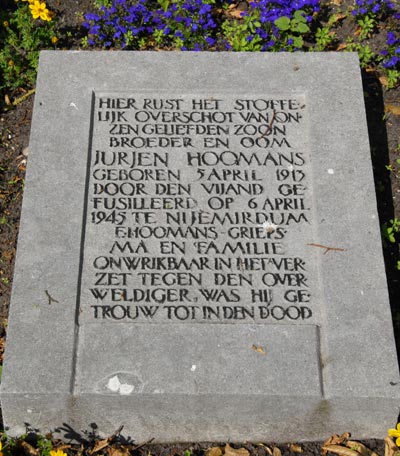 HIER RUST HET STOFFE-
LIJK OVERSCHOT VAN ON-
ZEN GELIEFDEN ZOON
BROEDER EN OOM
JURJEN HOOMANS
GEBOREN 5 APRIL 1913
DOOR DEN VIJAND GE-
FUSILLEERD OP 6 APRIL
1945 TE NIJEMIRDUM
F. HOOMANS-GRIEPS-
MA EN FAMILIE
ONWRIKBAAR IN HET VER-
ZET TEGEN DEN OVER-
WELDIGER, WAS HIJ GE-
TROUW TOT IN DEN DOOD